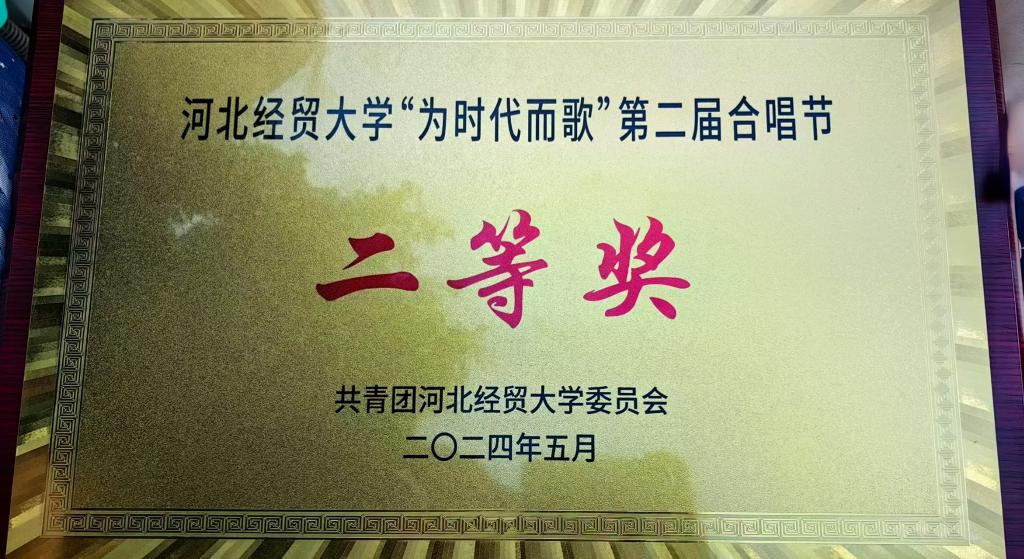 河北经贸大学“为时代而歌”第二届合唱节
二等奖
共青团河北经贸大学委员会
二〇二四年五月